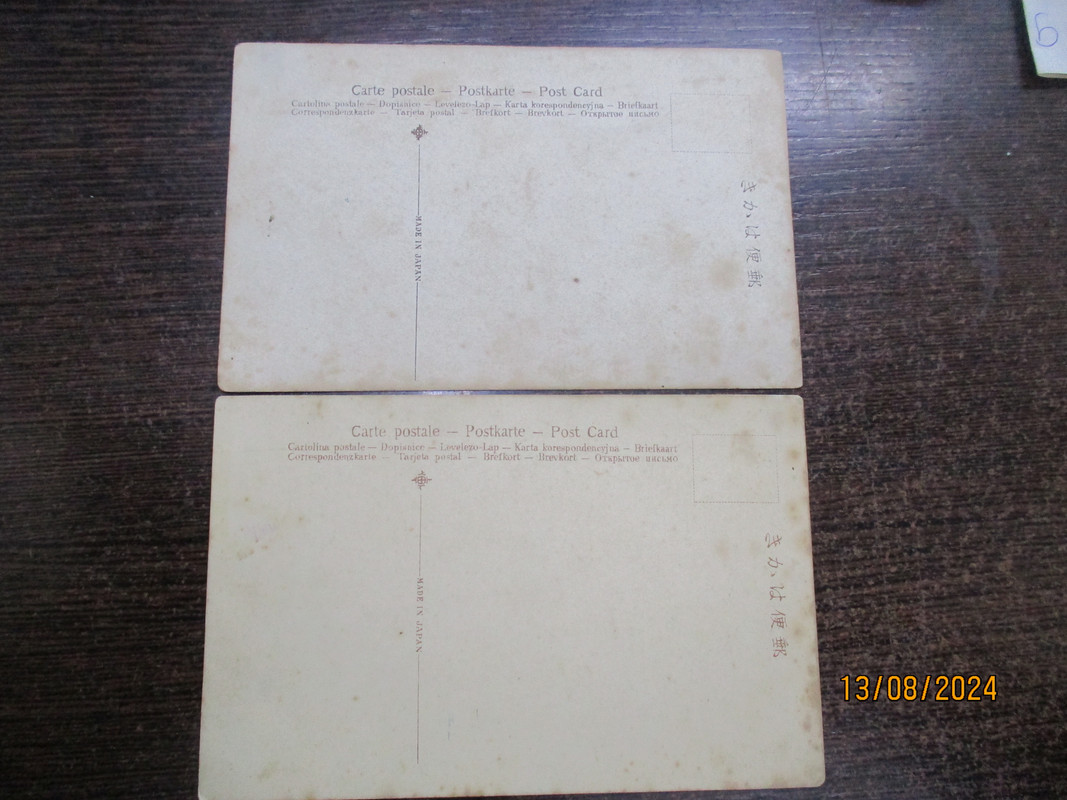 Carte postale — Postkarte — Post Card
Cartolina postale — Dopisnice — Levelezo-Lap — Karta korespondencyjna — Briefkaart
Correspondenzkarte — Tarjeta postal — Brefkort — Brevkort — Открытое письмо
MADE IN JAPAN
きかは便郵
Carte postale — Postkarte — Post Card
Cartolina postale — Dopisnice — Levelezo-Lap — Karta korespondencyjna — Briefkaart
Correspondenzkarte — Tarjeta postal — Brefkort — Brevkort — Открытое письмо
MADE IN JAPAN
きかは便郵
13/08/2024